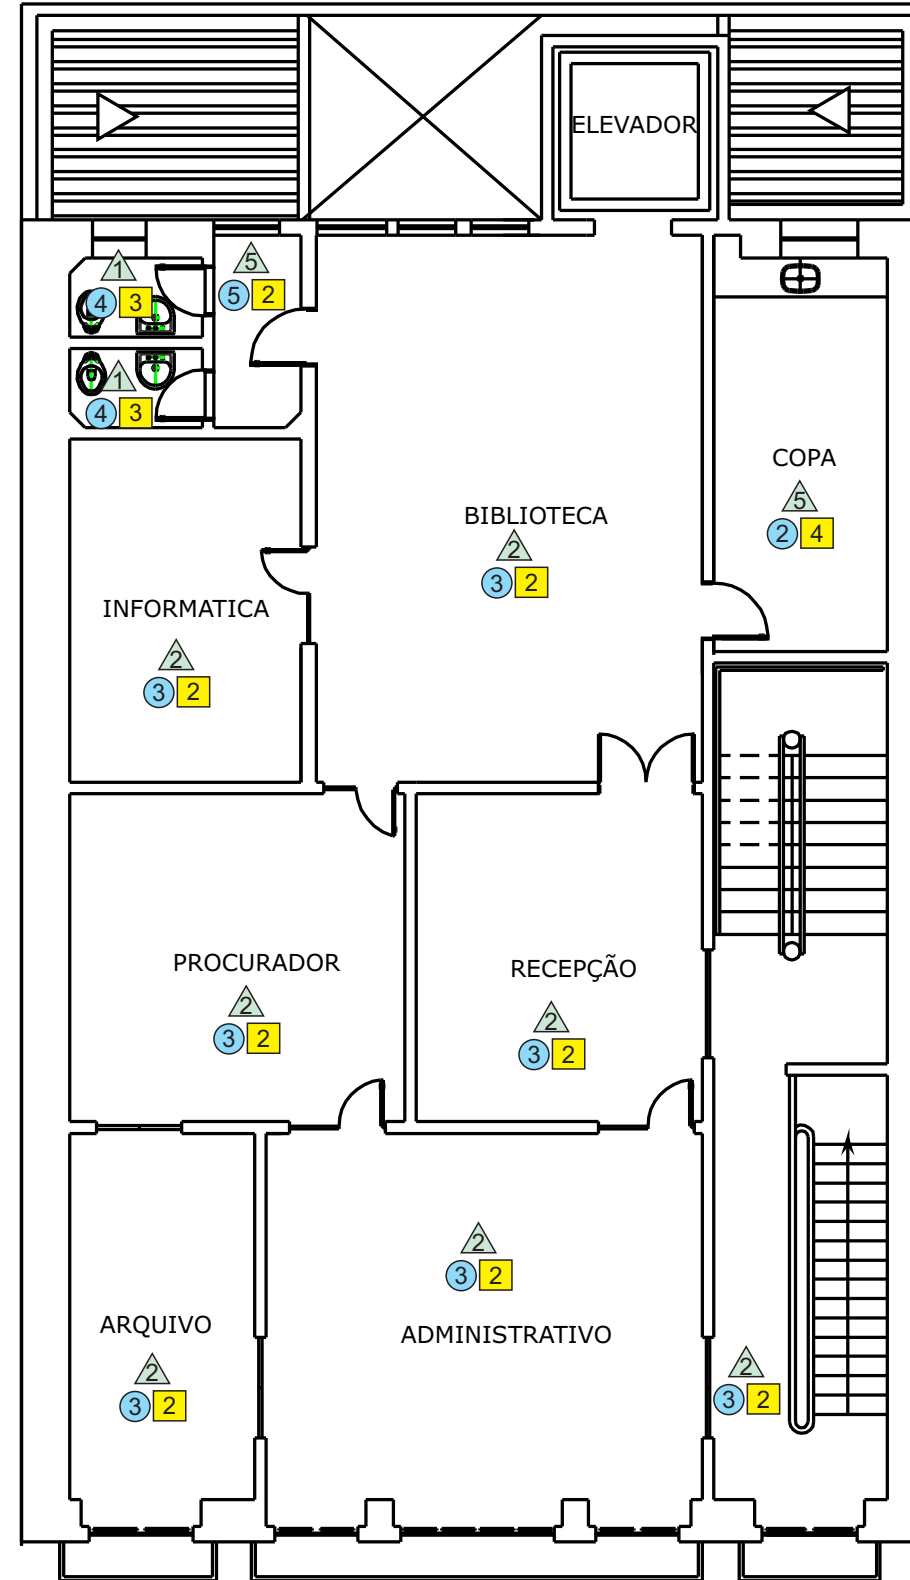 ELEVADOR
1
4 3
5
5 2
1
4 3
COPA
5
2 4
BIBLIOTECA
2
3 2
INFORMATICA
2
3 2
PROCURADOR
2
3 2
RECEPÇÃO
2
3 2
2
3 2
ADMINISTRATIVO
ARQUIVO
2
3 2
2
3 2